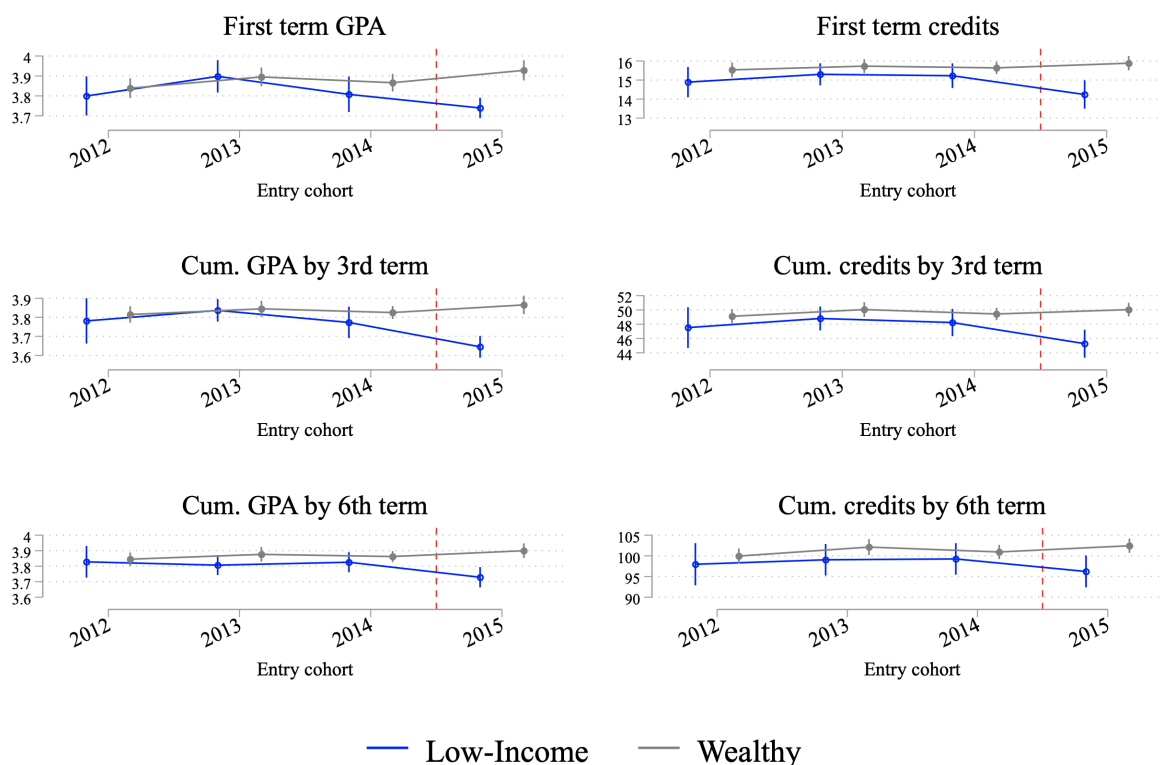 First term GPA
4
3.9
3.8
3.7
2012 2013 2014 2015
Entry cohort
First term credits
16
15
14
13
2012 2013 2014 2015
Entry cohort
Cum. GPA by 3rd term
3.9
3.8
3.7
3.6
2012 2013 2014 2015
Entry cohort
Cum. credits by 3rd term
52
50
48
46
44
2012 2013 2014 2015
Entry cohort
Cum. GPA by 6th term
4
3.9
3.8
3.7
3.6
2012 2013 2014 2015
Entry cohort
Cum. credits by 6th term
105
100
95
90
2012 2013 2014 2015
Entry cohort
Low-Income Wealthy